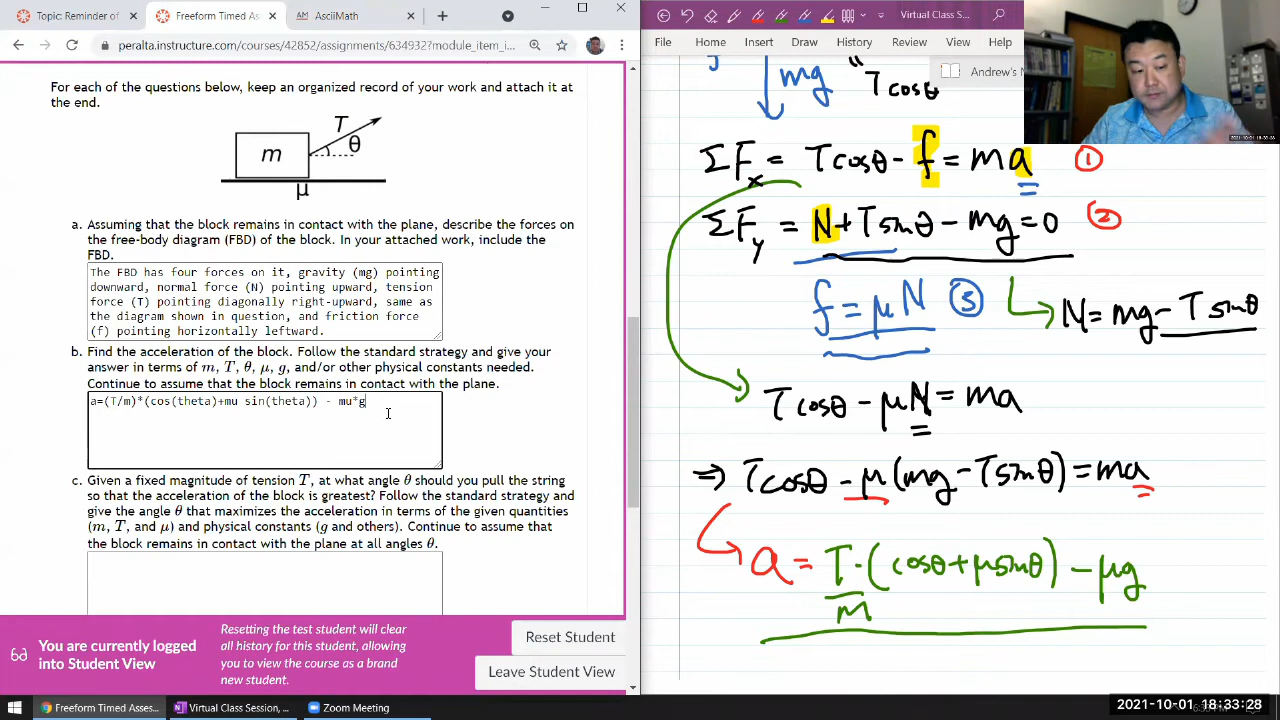 Topic Reminder
Freeform Timed Ass
AsciiMath
Virtual Class S...
peralta.instructure.com/courses/42852/assignments/634932?module_item_i...
File
Home
Insert
Draw
History
Review
View
Help
Andrew's
For each of the questions below, keep an organized record of your work and attach it at
the end.
T
θ
m
μ
a. Assuming that the block remains in contact with the plane, describe the forces on
the free-body diagram (FBD) of the block. In your attached work, include the
FBD.
The FBD has four forces on it, gravity (mg) pointing
downward, normal force (N) pointing upward, tension
force (T) pointing diagonally right-upward, same as
the diagram shown in question, and friction force
(f) pointing horizontally leftward.
b. Find the acceleration of the block. Follow the standard strategy and give your
answer in terms of m, T, θ, μ, g, and/or other physical constants needed.
Continue to assume that the block remains in contact with the plane.
a=(T/m)*(cos(theta)+mu sin(theta)) - mu*g
c. Given a fixed magnitude of tension T, at what angle θ should you pull the string
so that the acceleration of the block is greatest? Follow the standard strategy and
give the angle θ that maximizes the acceleration in terms of the given quantities
(m, T, and μ) and physical constants (g and others). Continue to assume that
the block remains in contact with the plane at all angles θ.
You are currently logged
into Student View
Resetting the test student will clear
all history for this student, allowing
you to view the course as a brand
new student.
Reset Student
Leave Student View
mg
Tcosθ
ΣFx = Tcosθ - f = ma ①
ΣFy = N + Tsinθ - mg = 0 ②
f = μN ③
N = mg - Tsinθ
Tcosθ - μN = ma
⇒ Tcosθ - μ(mg - Tsinθ) = ma
a = T/m · (cosθ + μsinθ) - μg
Freeform Timed Asses...
Virtual Class Session,...
Zoom Meeting
2021-10-01 18:33:28